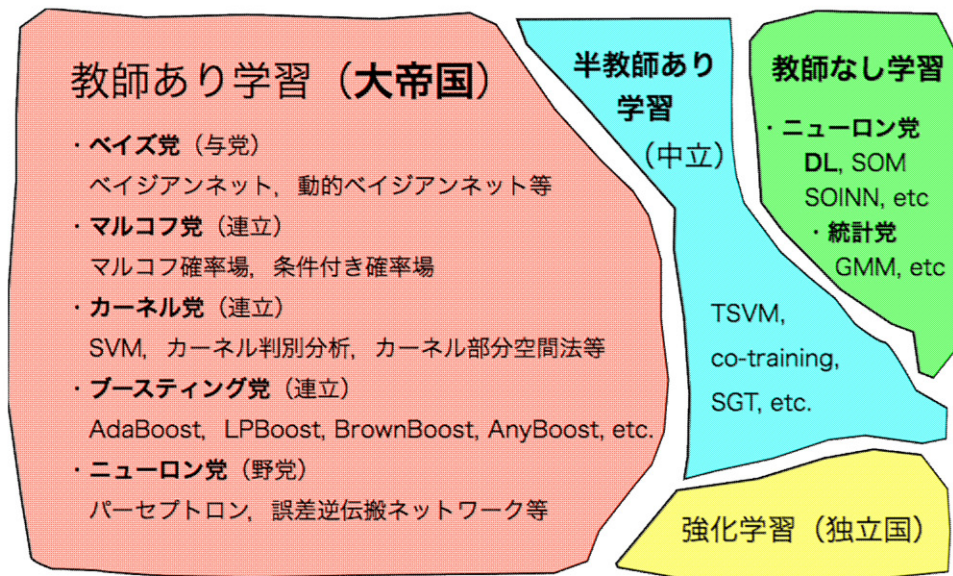 教師あり学習（大帝国）
・ベイズ党（与党）
ベイジアンネット，動的ベイジアンネット等
・マルコフ党（連立）
マルコフ確率場，条件付き確率場
・カーネル党（連立）
SVM，カーネル判別分析，カーネル部分空間法等
・ブースティング党（連立）
AdaBoost，LPBoost, BrownBoost, AnyBoost, etc.
・ニューロン党（野党）
パーセプトロン，誤差逆伝搬ネットワーク等
半教師あり
学習
（中立）
TSVM,
co-training,
SGT, etc.
教師なし学習
・ニューロン党
DL, SOM
SOINN, etc
・統計党
GMM, etc
強化学習（独立国）